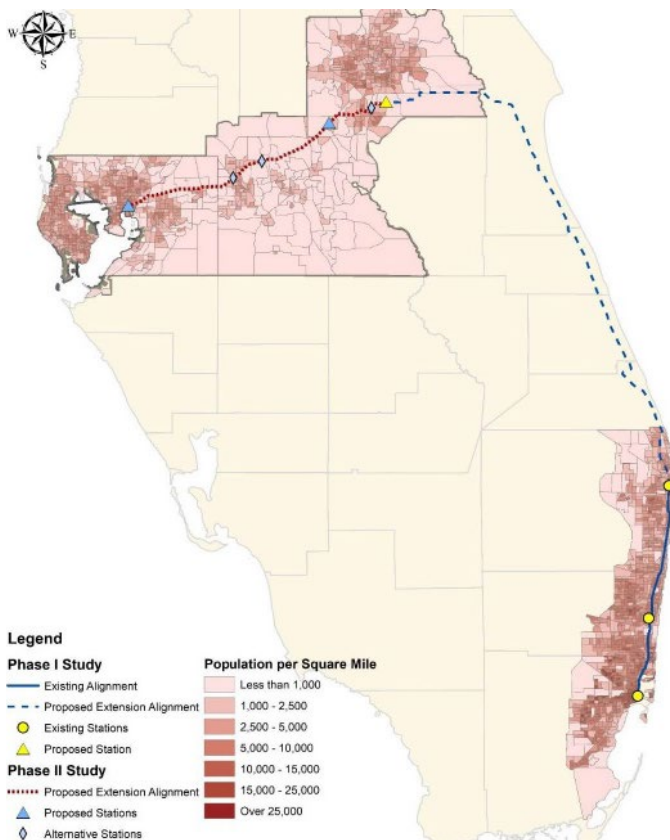 N
W E
S
Legend
Phase I Study
Existing Alignment
Proposed Extension Alignment
Existing Stations
Proposed Station
Phase II Study
Proposed Extension Alignment
Proposed Stations
Alternative Stations
Population per Square Mile
Less than 1,000
1,000 - 2,500
2,500 - 5,000
5,000 - 10,000
10,000 - 15,000
15,000 - 25,000
Over 25,000